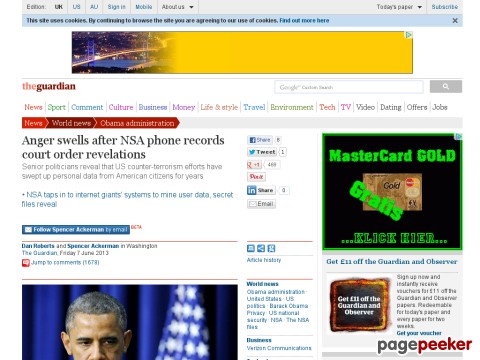 Edition: UK US AU Sign in Mobile About us Today's paper Subscribe
This site uses cookies. By continuing to browse the site you are agreeing to our use of cookies. Find out more here
theguardian
Google Custom Search
News Sport Comment Culture Business Money Life & style Travel Environment Tech TV Video Dating Offers Jobs
News World news Obama administration
Anger swells after NSA phone records
court order revelations
Senior politicians reveal that US counter-terrorism efforts have
swept up personal data from American citizens for years
• NSA taps in to internet giants' systems to mine user data, secret
files reveal
Follow Spencer Ackerman by email BETA
Dan Roberts and Spencer Ackerman in Washington
The Guardian, Friday 7 June 2013
Jump to comments (1678)
Share 8
Tweet 1
+1 468
Pin it
Share 0
Email
Article history
World news
Obama administration
United States · US
politics · Barack Obama
· Privacy · US national
security · NSA · The NSA
files
Business
Verizon Communications
MasterCard GOLD
Gold
Gratis
...KLICK HIER...
Get £11 off the Guardian and Observer
Get £11 off the
Guardian
and Observer
Sign up now and
instantly receive
vouchers for £11 off the
Guardian and Observer
papers. Redeemable
for today's paper and
every paper for two
weeks.
Get your voucher
pagepeeker